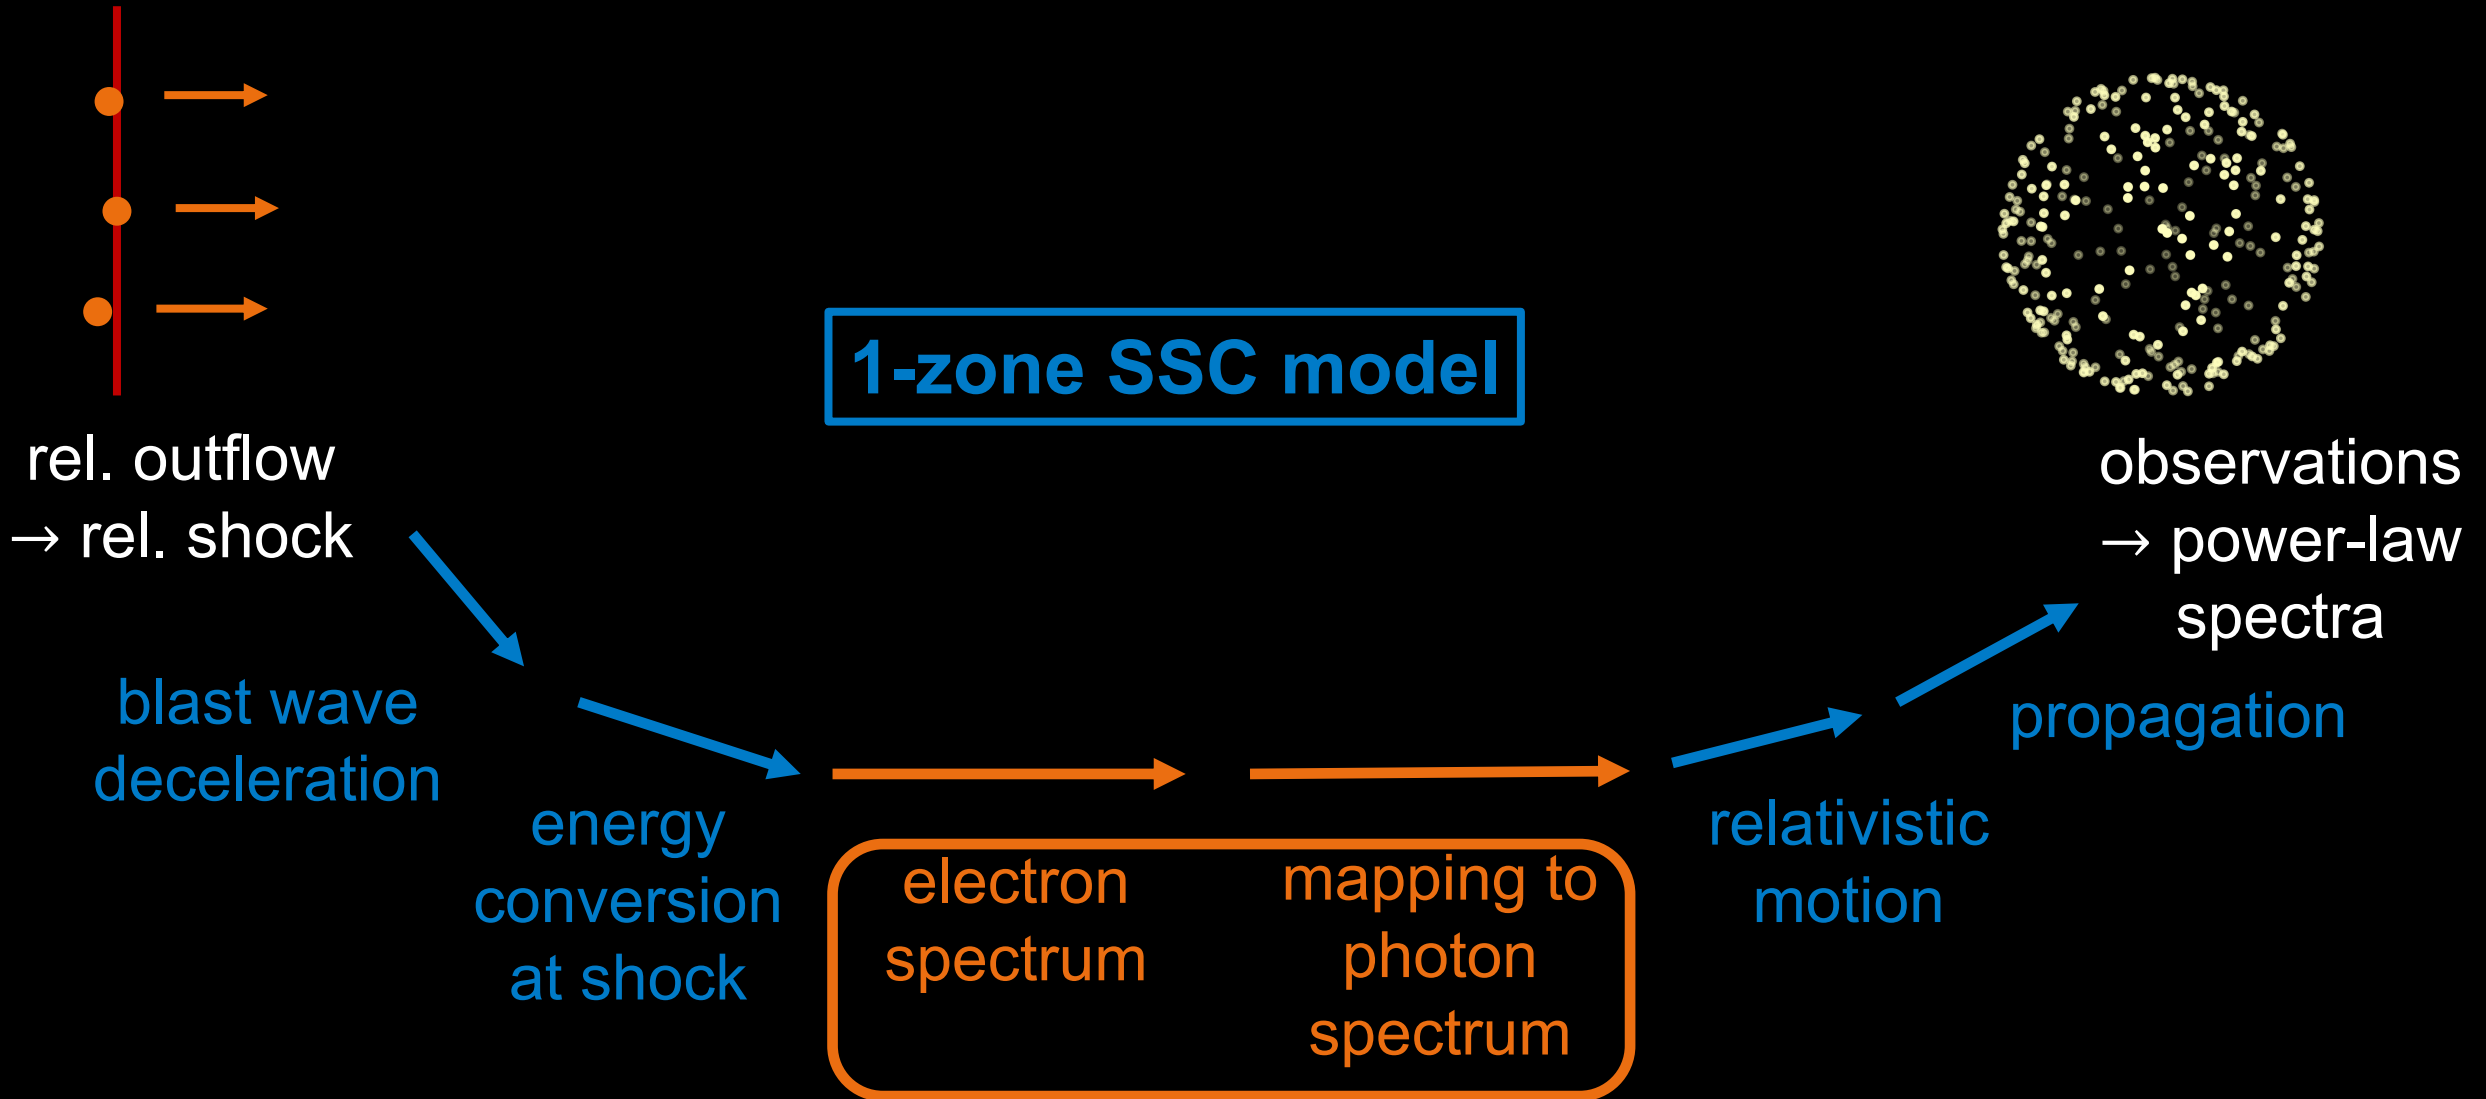 1-zone SSC model
rel. outflow
→ rel. shock
observations
→ power-law
spectra
blast wave
deceleration
energy
conversion
at shock
electron
spectrum
mapping to
photon
spectrum
relativistic
motion
propagation